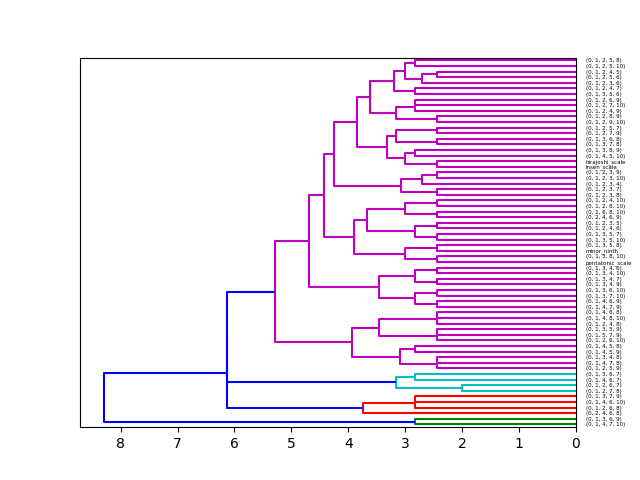 (0, 1, 2, 5, 8)
(0, 1, 2, 5, 10)
(0, 1, 2, 4, 5)
(0, 1, 2, 5, 6)
(0, 1, 2, 3, 6)
(0, 1, 2, 4, 7)
(0, 1, 3, 5, 6)
(0, 1, 2, 6, 9)
(0, 1, 2, 7, 10)
(0, 1, 2, 4, 9)
(0, 1, 2, 8, 9)
(0, 1, 2, 9, 10)
(0, 1, 2, 5, 7)
(0, 1, 2, 7, 9)
(0, 1, 3, 6, 8)
(0, 1, 3, 7, 8)
(0, 1, 3, 8, 9)
(0, 1, 4, 5, 10)
hirajoshi_scale
insen_scale
(0, 1, 2, 3, 9)
(0, 1, 2, 3, 10)
(0, 1, 2, 3, 4)
(0, 1, 2, 3, 7)
(0, 1, 2, 3, 8)
(0, 1, 2, 4, 10)
(0, 1, 2, 8, 10)
(0, 1, 6, 8, 10)
(0, 2, 4, 6, 9)
(0, 1, 2, 3, 5)
(0, 1, 2, 4, 6)
(0, 1, 3, 5, 7)
(0, 1, 3, 5, 10)
(0, 1, 3, 5, 8)
minor_ninth
(0, 1, 3, 8, 10)
pentatonic_scale
(0, 1, 3, 4, 6)
(0, 1, 3, 4, 10)
(0, 1, 3, 4, 7)
(0, 1, 3, 4, 9)
(0, 1, 3, 6, 10)
(0, 1, 3, 7, 10)
(0, 1, 4, 6, 9)
(0, 1, 4, 7, 9)
(0, 1, 4, 6, 8)
(0, 1, 4, 8, 10)
(0, 1, 2, 4, 8)
(0, 1, 3, 5, 9)
(0, 1, 5, 7, 9)
(0, 1, 2, 6, 10)
(0, 1, 4, 5, 8)
(0, 1, 4, 5, 9)
(0, 1, 3, 4, 8)
(0, 1, 4, 7, 8)
(0, 1, 2, 5, 9)
(0, 1, 3, 6, 7)
(0, 1, 4, 6, 7)
(0, 1, 2, 6, 7)
(0, 1, 2, 7, 8)
(0, 1, 3, 7, 9)
(0, 1, 4, 6, 10)
(0, 1, 2, 6, 8)
(0, 2, 4, 6, 8)
(0, 1, 3, 6, 9)
(0, 1, 4, 7, 10)
8 7 6 5 4 3 2 1 0